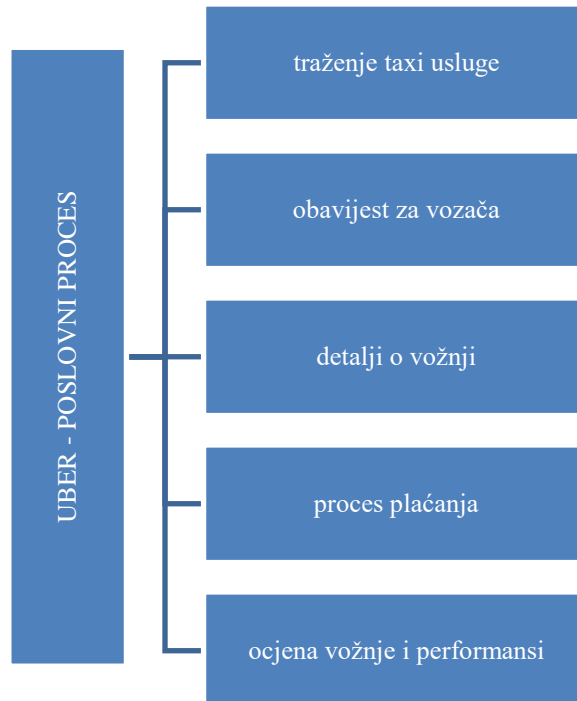 UBER - POSLOVNI PROCES
traženje taxi usluge
obavijest za vozača
detalji o vožnji
proces plaćanja
ocjena vožnje i performansi